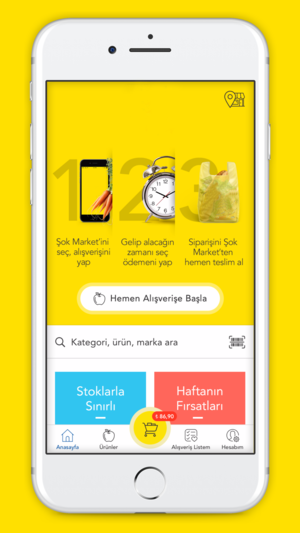 1 2 3
Şok Market'ini
seç, alışverişini
yap
Gelip alacağın
zamanı seç
ödemeni yap
Siparişini Şok
Market'ten
hemen teslim al
Hemen Alışverişe Başla
Kategori, ürün, marka ara
Stoklarla
Sınırlı
Haftanın
Fırsatları
₺ 86,90
Anasayfa
Ürünler
Alışveriş Listem
Hesabım